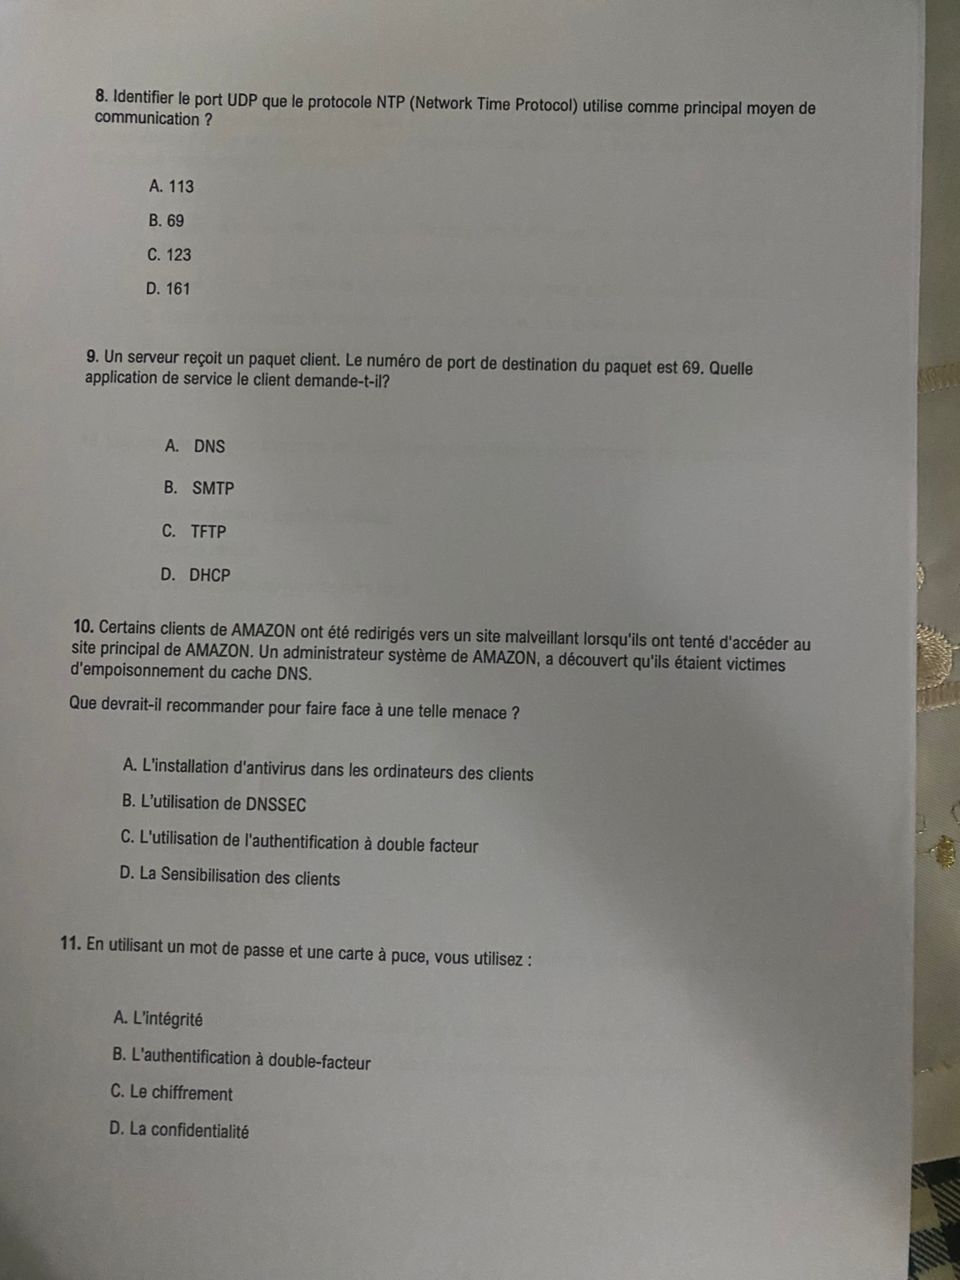 8. Identifier le port UDP que le protocole NTP (Network Time Protocol) utilise comme principal moyen de
communication ?
A. 113
B. 69
C. 123
D. 161
9. Un serveur reçoit un paquet client. Le numéro de port de destination du paquet est 69. Quelle
application de service le client demande-t-il?
A. DNS
B. SMTP
C. TFTP
D. DHCP
10. Certains clients de AMAZON ont été redirigés vers un site malveillant lorsqu'ils ont tenté d'accéder au
site principal de AMAZON. Un administrateur système de AMAZON, a découvert qu'ils étaient victimes
d'empoisonnement du cache DNS.
Que devrait-il recommander pour faire face à une telle menace ?
A. L'installation d'antivirus dans les ordinateurs des clients
B. L'utilisation de DNSSEC
C. L'utilisation de l'authentification à double facteur
D. La Sensibilisation des clients
11. En utilisant un mot de passe et une carte à puce, vous utilisez :
A. L'intégrité
B. L'authentification à double-facteur
C. Le chiffrement
D. La confidentialité